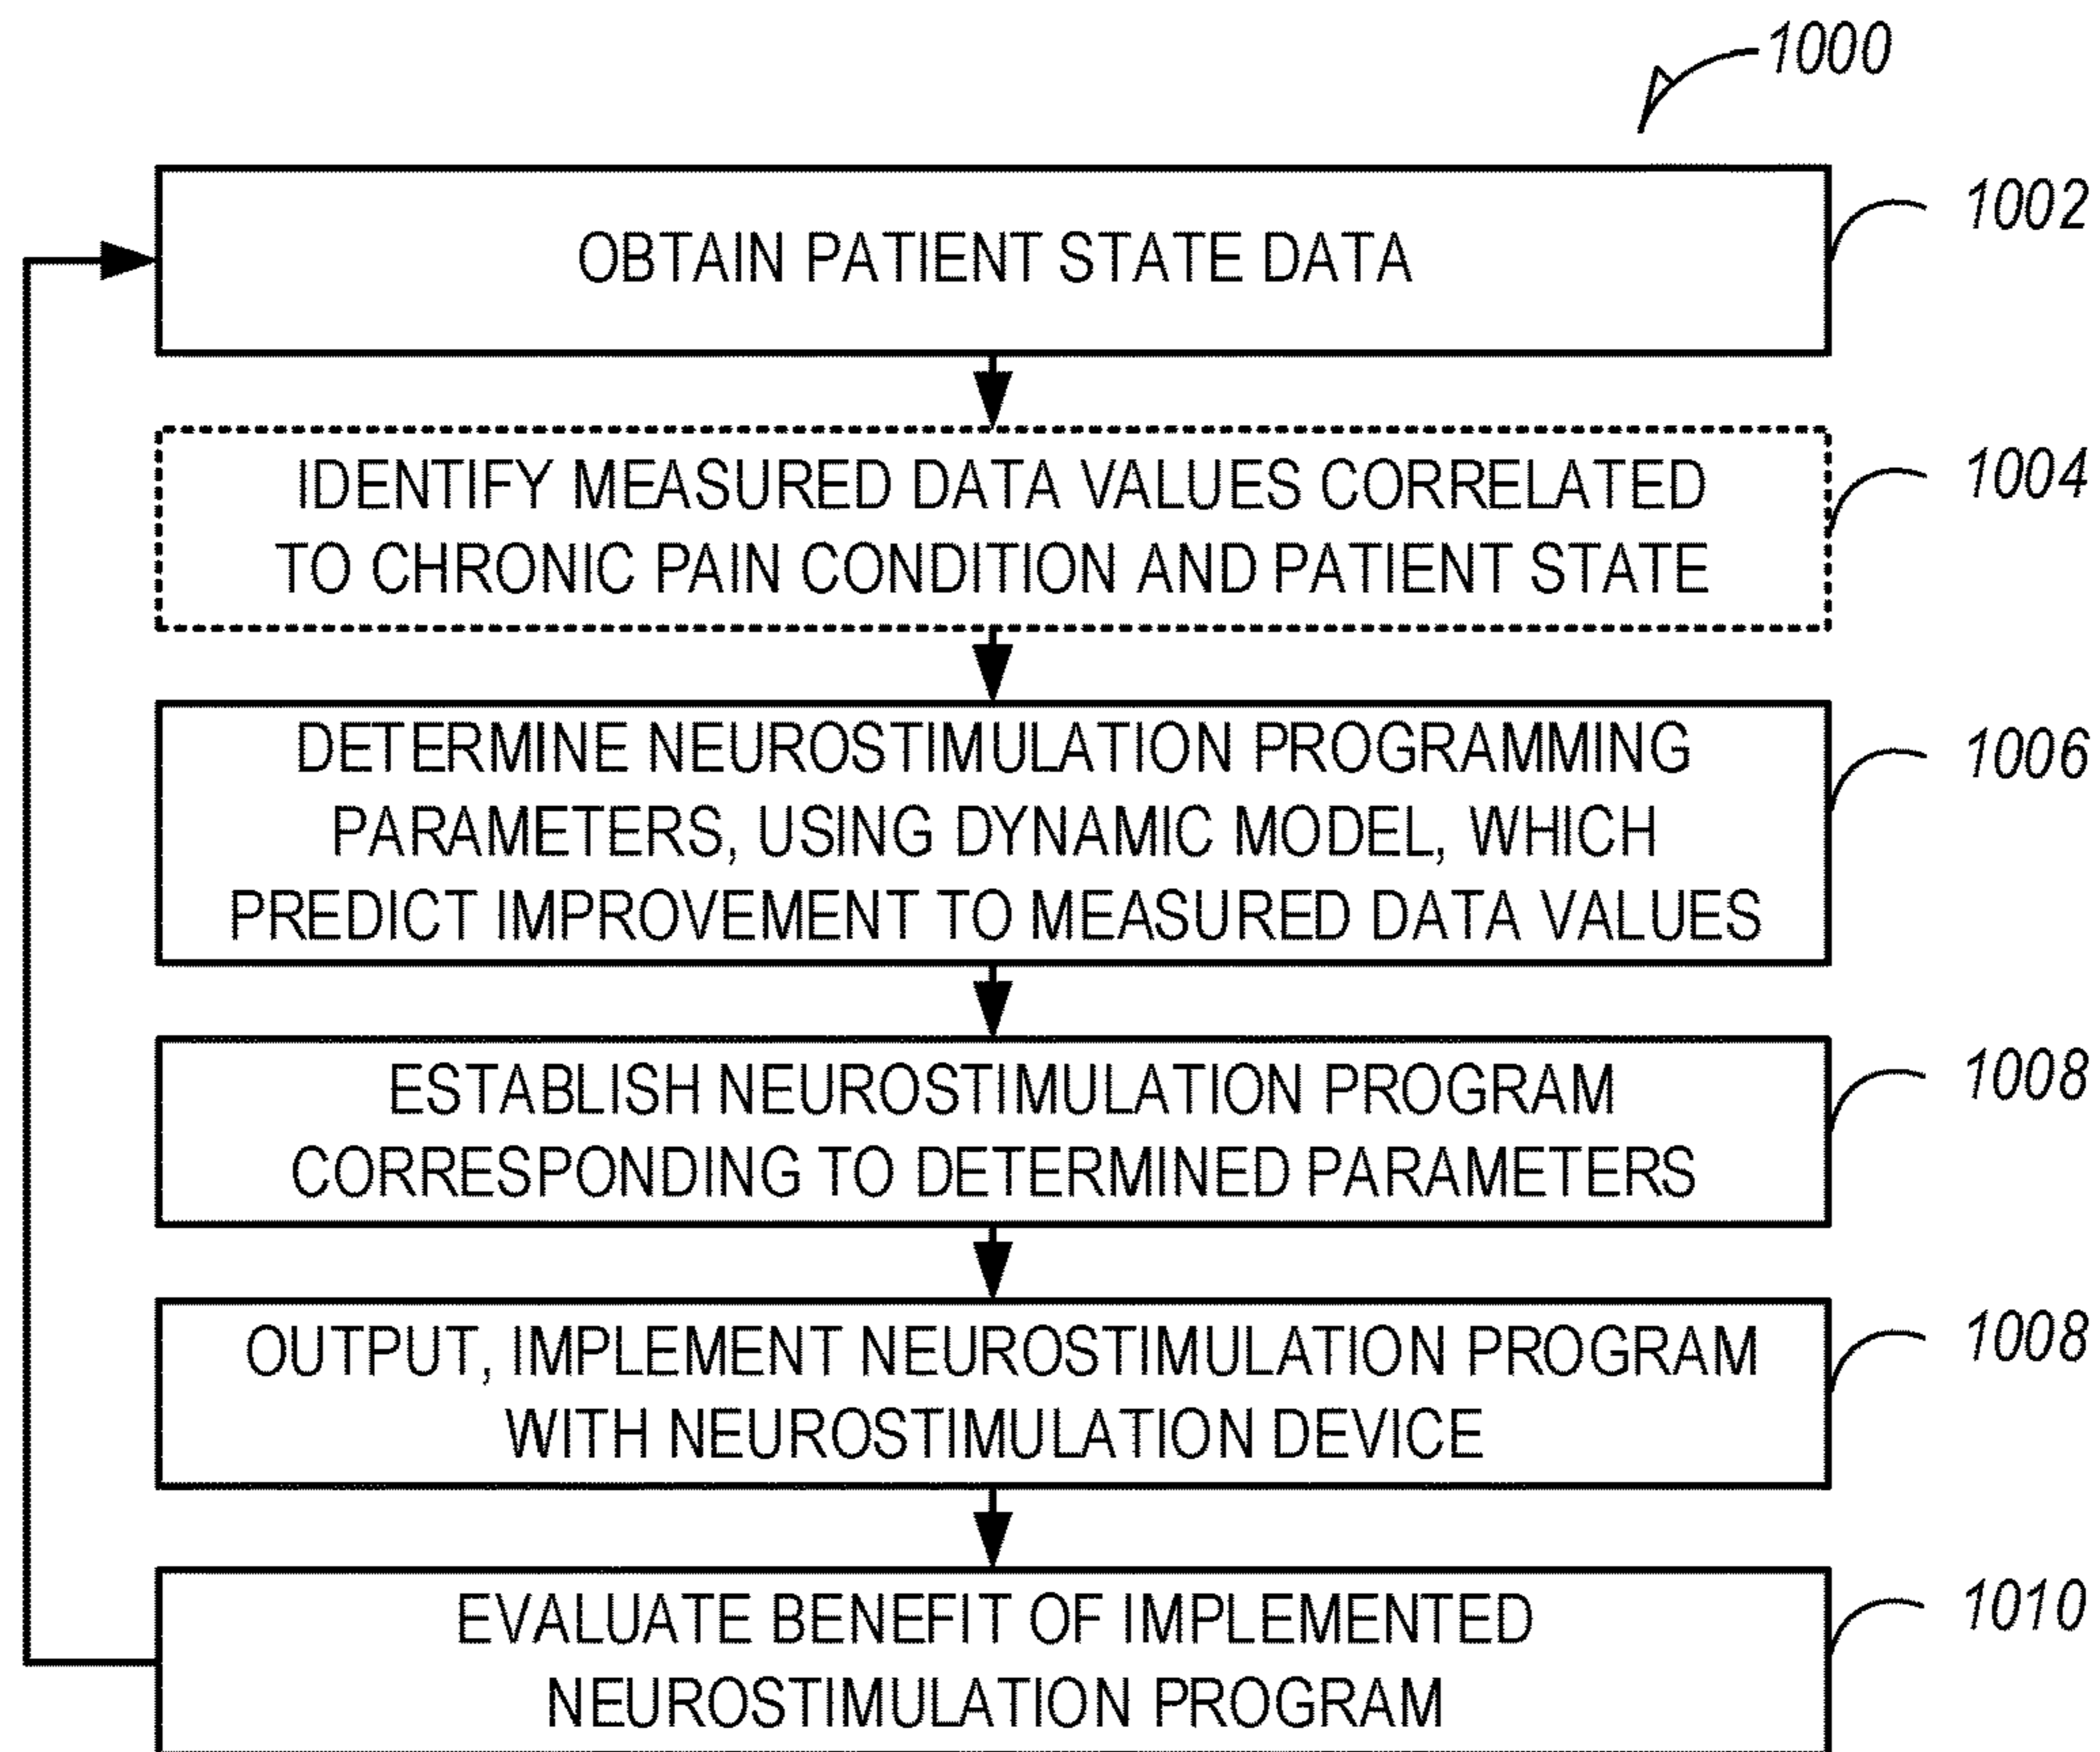 1000
OBTAIN PATIENT STATE DATA
1002
IDENTIFY MEASURED DATA VALUES CORRELATED
TO CHRONIC PAIN CONDITION AND PATIENT STATE
1004
DETERMINE NEUROSTIMULATION PROGRAMMING
PARAMETERS, USING DYNAMIC MODEL, WHICH
PREDICT IMPROVEMENT TO MEASURED DATA VALUES
1006
ESTABLISH NEUROSTIMULATION PROGRAM
CORRESPONDING TO DETERMINED PARAMETERS
1008
OUTPUT, IMPLEMENT NEUROSTIMULATION PROGRAM
WITH NEUROSTIMULATION DEVICE
1008
EVALUATE BENEFIT OF IMPLEMENTED
NEUROSTIMULATION PROGRAM
1010